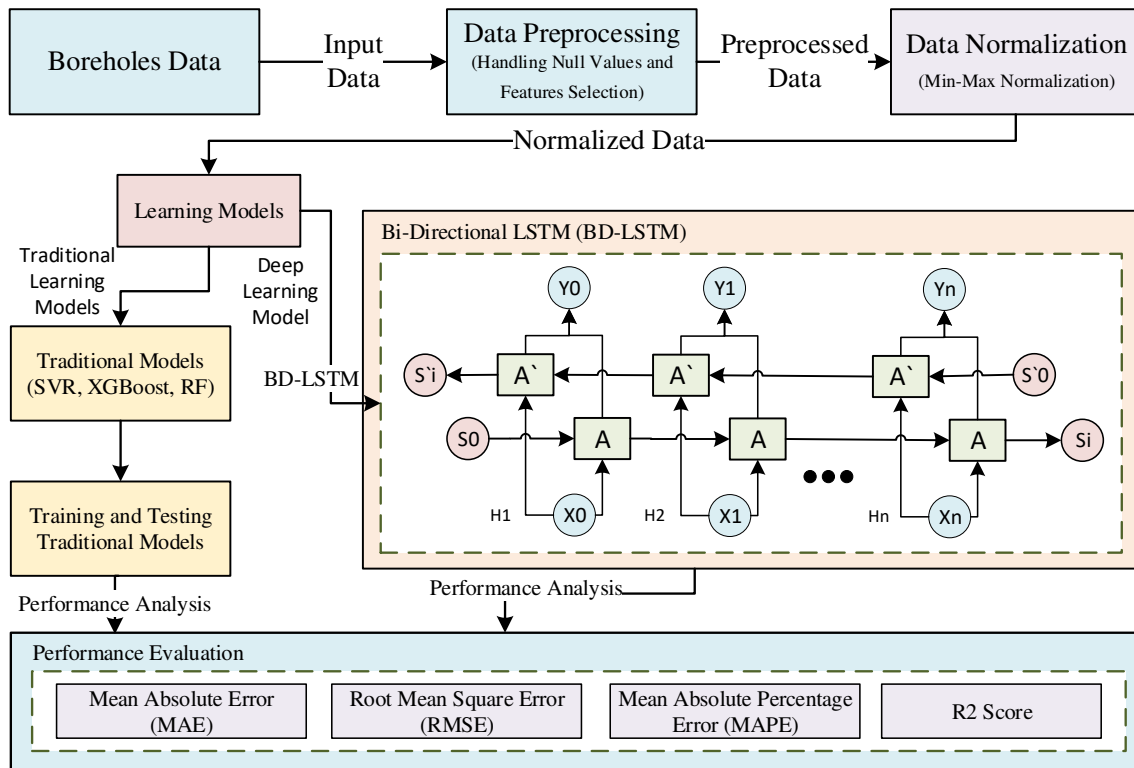 Boreholes Data
Input
Data
Data Preprocessing
(Handling Null Values and
Features Selection)
Preprocessed
Data
Data Normalization
(Min-Max Normalization)
Normalized Data
Learning Models
Traditional
Learning
Models
Deep
Learning
Model
Traditional Models
(SVR, XGBoost, RF)
BD-LSTM
Training and Testing
Traditional Models
Bi-Directional LSTM (BD-LSTM)
Y0
Y1
Yn
S`i
A`
A`
A`
S`0
S0
A
A
A
Si
H1
X0
H2
X1
Hn
Xn
Performance Analysis
Performance Analysis
Performance Evaluation
Mean Absolute Error
(MAE)
Root Mean Square Error
(RMSE)
Mean Absolute Percentage
Error (MAPE)
R2 Score